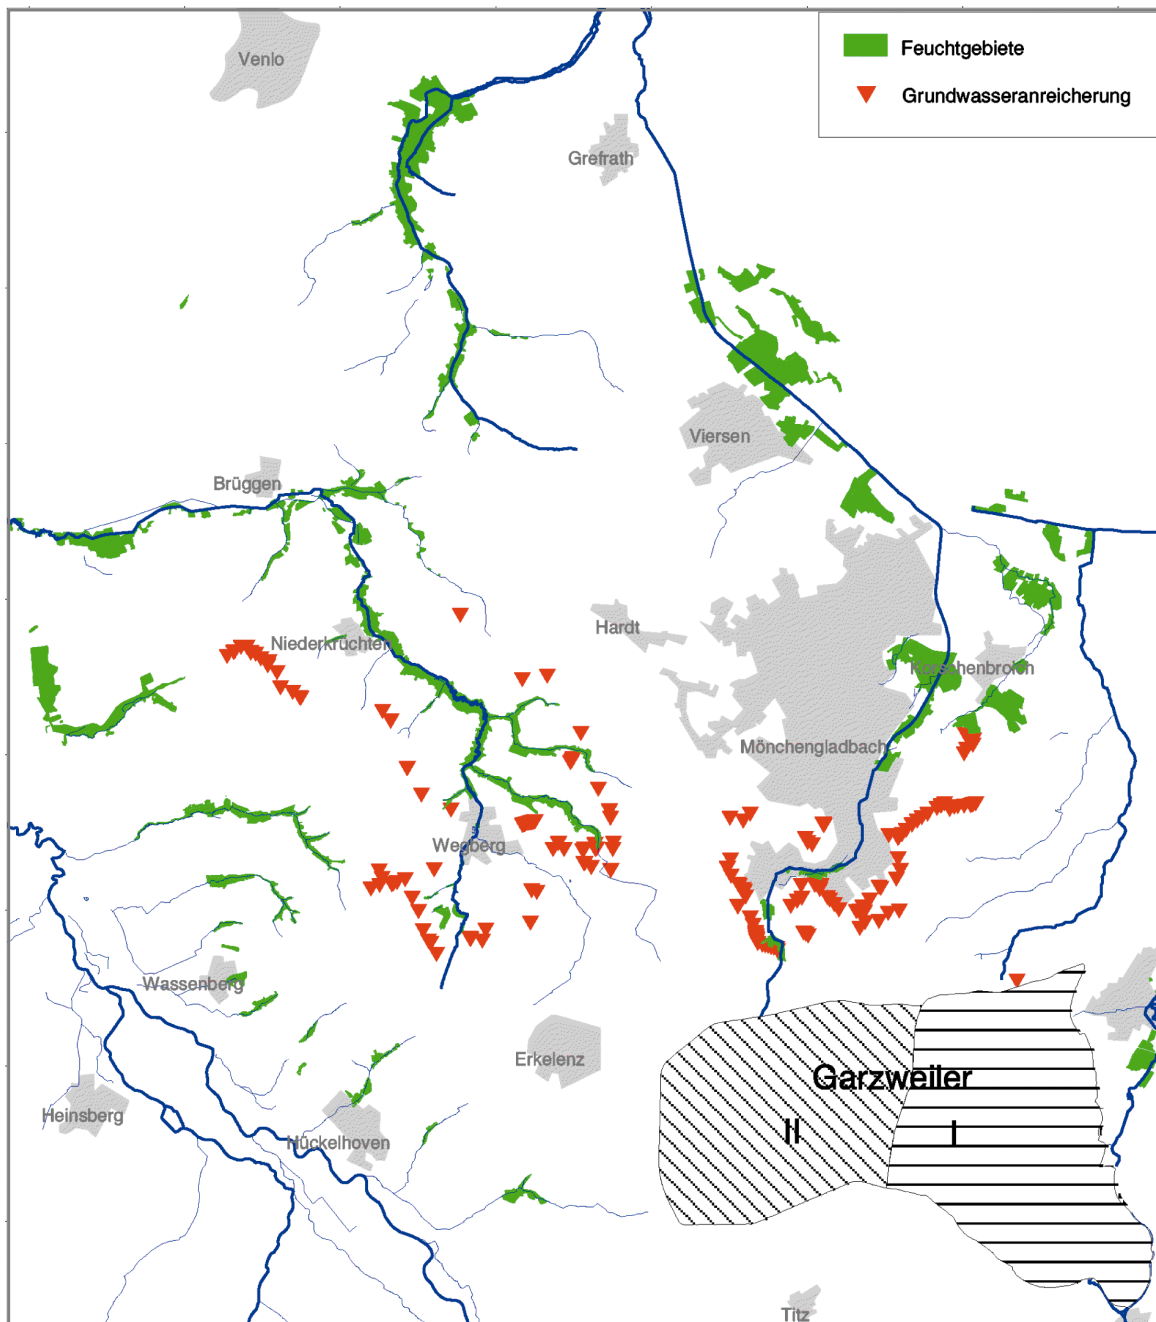 Venlo
Feuchtgebiete
Grundwasseranreicherung
Grefrath
Viersen
Brüggen
Hardt
Niederkrüchten
Korschenbroich
Mönchengladbach
Wegberg
Wassenberg
Erkelenz
Garzweiler
Heinsberg
II
I
Hückelhoven
Titz